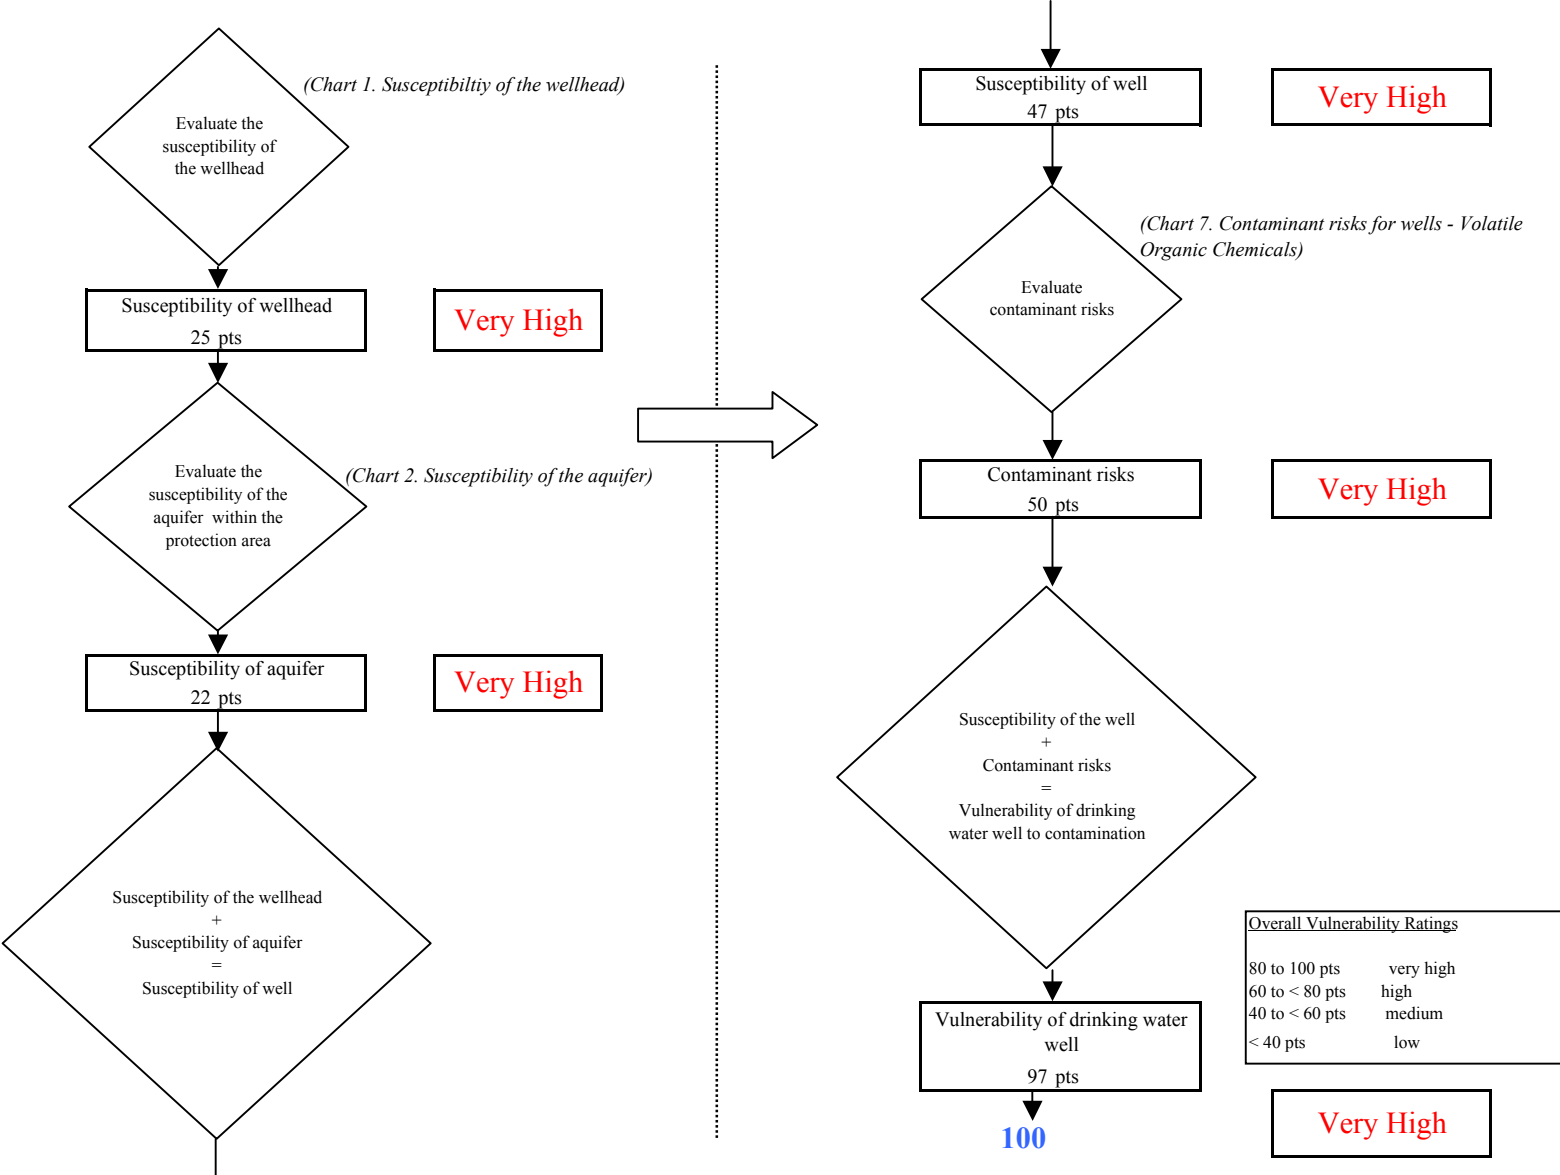 (Chart 1. Susceptibiltiy of the wellhead)
Evaluate the
susceptibility of
the wellhead
Susceptibility of wellhead
25 pts
Very High
(Chart 2. Susceptibility of the aquifer)
Evaluate the
susceptibility of the
aquifer within the
protection area
Susceptibility of aquifer
22 pts
Very High
Susceptibility of the wellhead
+
Susceptibility of aquifer
=
Susceptibility of well
Susceptibility of well
47 pts
Very High
(Chart 7. Contaminant risks for wells - Volatile
Organic Chemicals)
Evaluate
contaminant risks
Contaminant risks
50 pts
Very High
Susceptibility of the well
+
Contaminant risks
=
Vulnerability of drinking
water well to contamination
Vulnerability of drinking water
well
97 pts
100
Overall Vulnerability Ratings
80 to 100 pts very high
60 to < 80 pts high
40 to < 60 pts medium
< 40 pts low
Very High